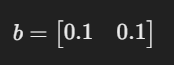 b = [0.1 0.1]